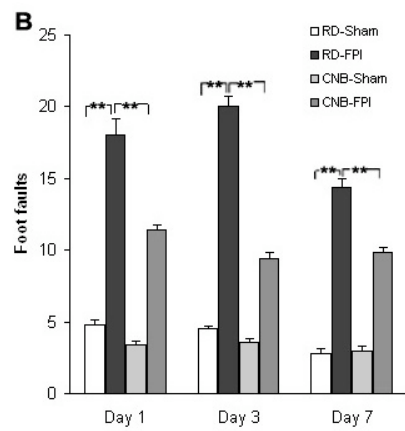 B
25
20
15
10
5
0
Foot faults
RD-Sham
RD-FPI
CNB-Sham
CNB-FPI
** **
** **
** **
Day 1 Day 3 Day 7